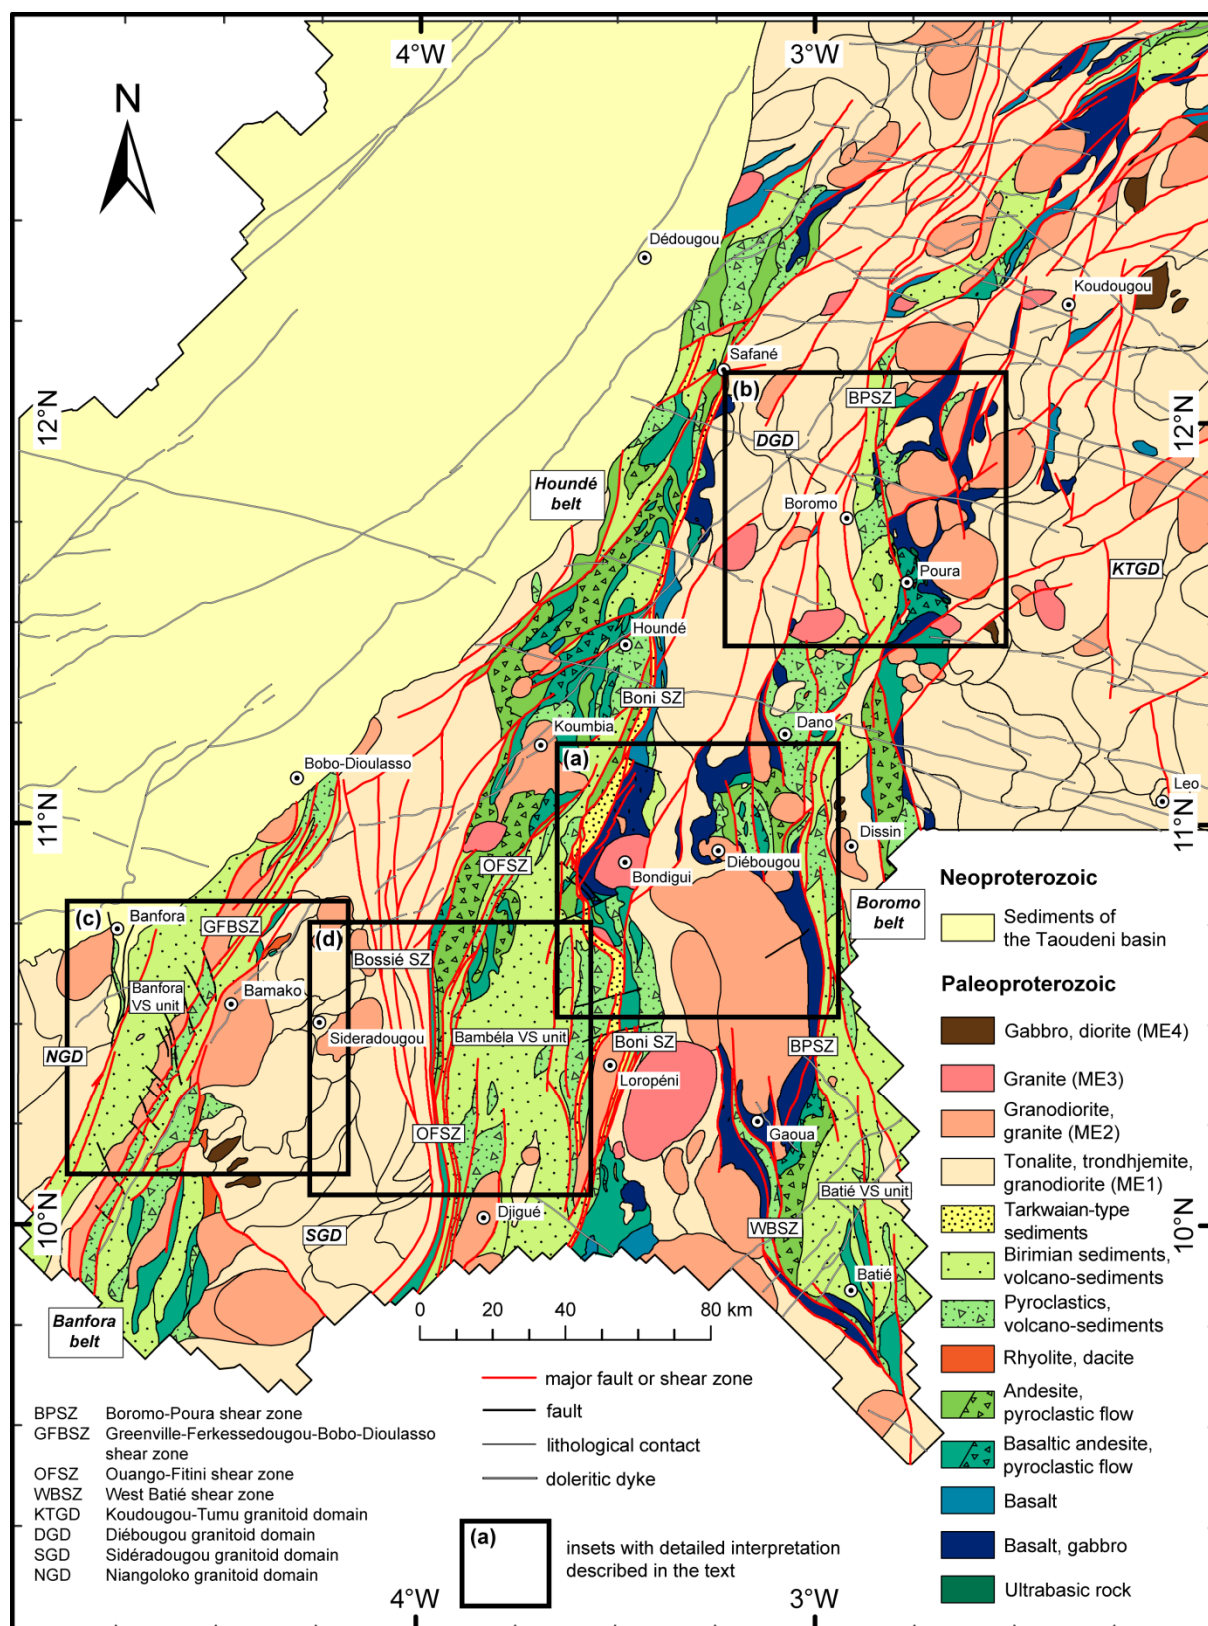 4°W
3°W
N
Dédougou
Koudougou
Safané
(b)
BPSZ
12°N
12°N
DGD
Houndé
belt
Boromo
Poura
KTGD
Houndé
Boni SZ
Koumbia
Dano
(a)
Bobo-Dioulasso
Leo
11°N
11°N
Dissin
OFSZ
Diébougou
Bondigui
Neoproterozoic
Boromo
belt
(c)
Banfora
GFBSZ
(d)
Sediments of
the Taoudeni basin
Bossié SZ
Banfora
VS unit
Bamako
Paleoproterozoic
Sideradougou
Bambéla VS unit
Boni SZ
BPSZ
NGD
Loropéni
Gabbro, diorite (ME4)
Granite (ME3)
Gaoua
Granodiorite,
granite (ME2)
OFSZ
Tonalite, trondhjemite,
granodiorite (ME1)
Batié VS unit
Djigué
10°N
10°N
SGD
WBSZ
Tarkwaian-type
sediments
Birimian sediments,
volcano-sediments
Batié
0 20 40 80 km
Pyroclastics,
volcano-sediments
Banfora
belt
Rhyolite, dacite
major fault or shear zone
fault
lithological contact
doleritic dyke
Andesite,
pyroclastic flow
Basaltic andesite,
pyroclastic flow
Basalt
Basalt, gabbro
Ultrabasic rock
BPSZ Boromo-Poura shear zone
GFBSZ Greenville-Ferkessedougou-Bobo-Dioulasso
shear zone
OFSZ Ouango-Fitini shear zone
WBSZ West Batié shear zone
KTGD Koudougou-Tumu granitoid domain
DGD Diébougou granitoid domain
SGD Sidéradougou granitoid domain
NGD Niangoloko granitoid domain
(a)
insets with detailed interpretation
described in the text
4°W
3°W